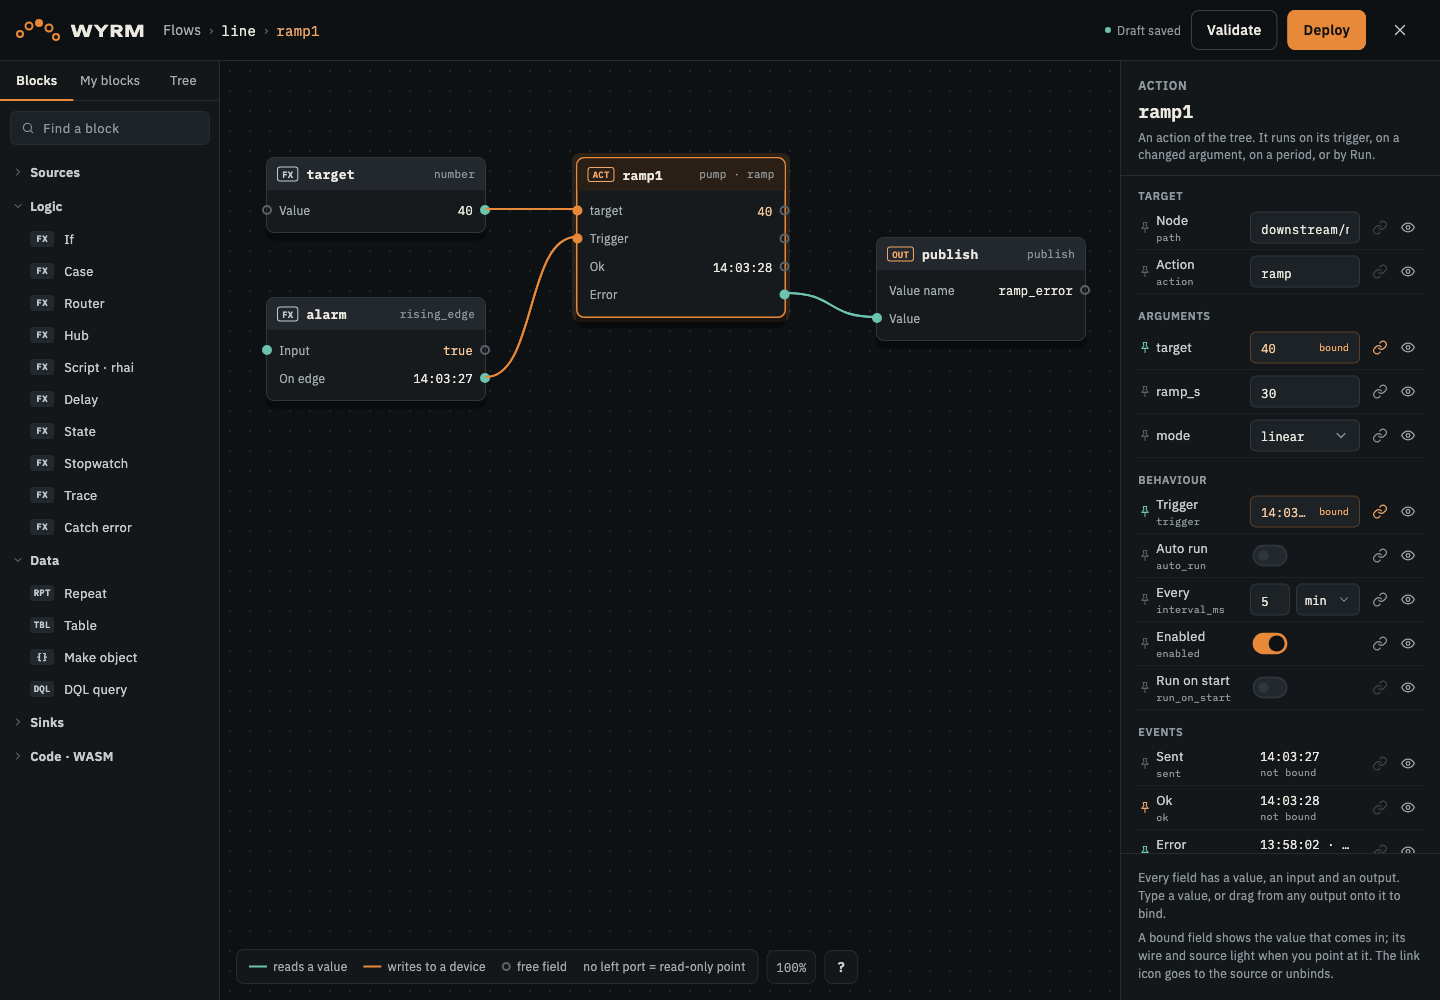 WYRM
Flows › line › ramp1
Draft saved
Validate
Deploy
Blocks
My blocks
Tree
Find a block
Sources
Logic
FX If
FX Case
FX Router
FX Hub
FX Script · rhai
FX Delay
FX State
FX Stopwatch
FX Trace
FX Catch error
Data
RPT Repeat
TBL Table
{} Make object
DQL DQL query
Sinks
Code · WASM
FX target number
Value 40
FX alarm rising_edge
Input true
On edge 14:03:27
ACT ramp1 pump · ramp
target 40
Trigger
Ok 14:03:28
Error
OUT publish publish
Value name ramp_error
Value
reads a value
writes to a device
free field
no left port = read-only point
100%
?
ACTION
ramp1
An action of the tree. It runs on its trigger, on a
changed argument, on a period, or by Run.
TARGET
Node
path
Action ramp
action
ARGUMENTS
target 40 bound
ramp_s 30
mode linear
BEHAVIOUR
Trigger 14:03… bound
trigger
Auto run
auto_run
Every 5 min
interval_ms
Enabled
enabled
Run on start
run_on_start
EVENTS
Sent 14:03:27
sent not bound
Ok 14:03:28
ok not bound
Error 13:58:02 · …
Every field has a value, an input and an output.
Type a value, or drag from any output onto it to
bind.
A bound field shows the value that comes in; its
wire and source light when you point at it. The link
icon goes to the source or unbinds.